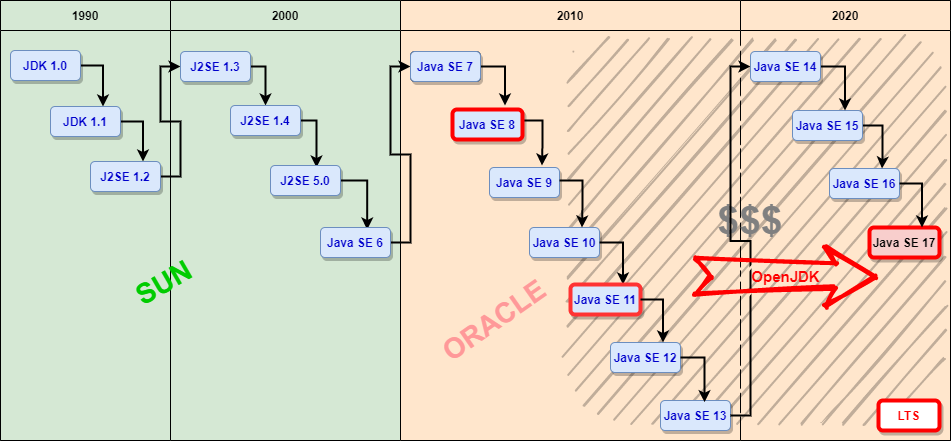 1990
2000
2010
2020
JDK 1.0
JDK 1.1
J2SE 1.2
J2SE 1.3
J2SE 1.4
J2SE 5.0
Java SE 6
SUN
Java SE 7
Java SE 8
Java SE 9
Java SE 10
Java SE 11
Java SE 12
Java SE 13
ORACLE
Java SE 14
Java SE 15
Java SE 16
Java SE 17
$$$
OpenJDK
LTS